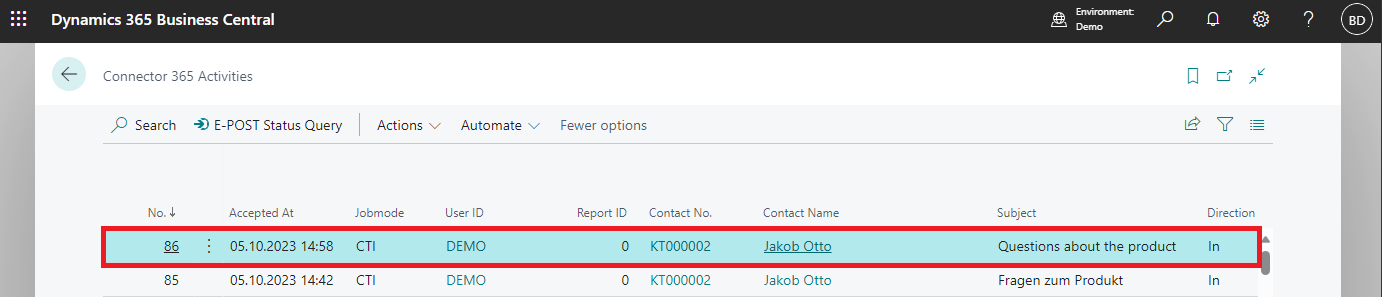 Dynamics 365 Business Central
Environment:
Demo
?
BD
Connector 365 Activities
Search E-POST Status Query Actions Automate Fewer options
No.↓ Accepted At Jobmode User ID Report ID Contact No. Contact Name Subject Direction
86 05.10.2023 14:58 CTI DEMO 0 KT000002 Jakob Otto Questions about the product In
85 05.10.2023 14:42 CTI DEMO 0 KT000002 Jakob Otto Fragen zum Produkt In